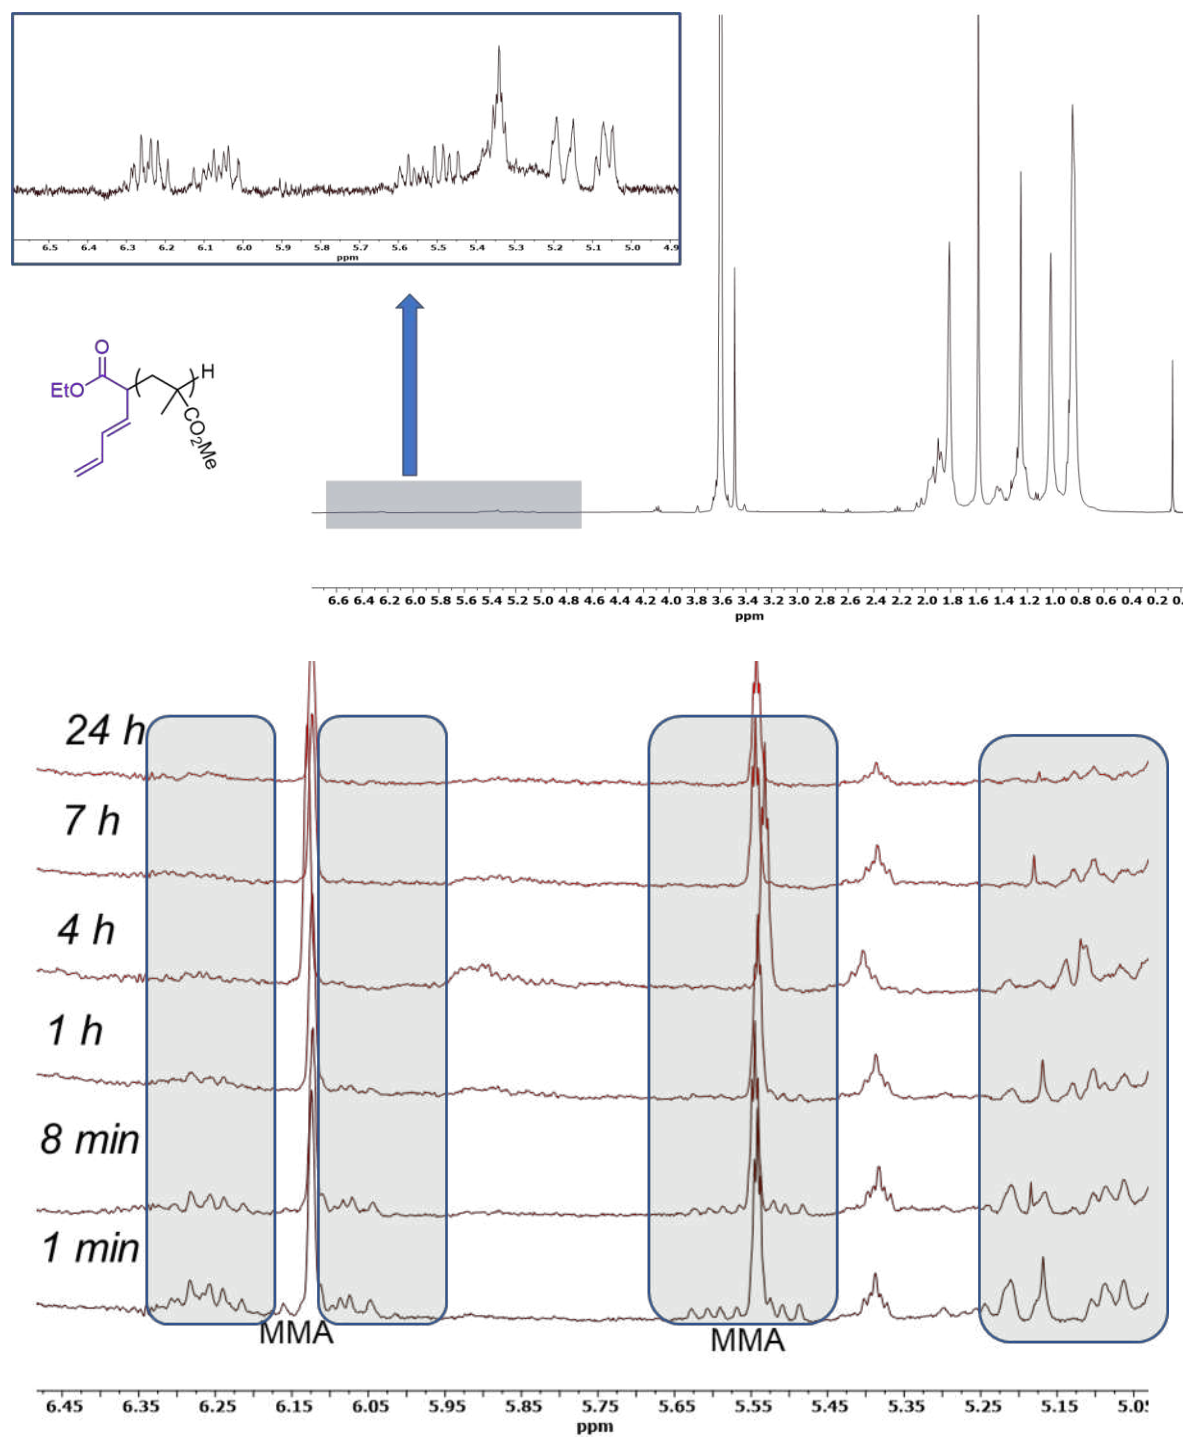 6.5 6.4 6.3 6.2 6.1 6.0 5.9 5.8 5.7 5.6 5.5 5.4 5.3 5.2 5.1 5.0 4.9
ppm
O
EtO
H
CO2Me
6.6 6.4 6.2 6.0 5.8 5.6 5.4 5.2 5.0 4.8 4.6 4.4 4.2 4.0 3.8 3.6 3.4 3.2 3.0 2.8 2.6 2.4 2.2 2.0 1.8 1.6 1.4 1.2 1.0 0.8 0.6 0.4 0.2
ppm
24 h
7 h
4 h
1 h
8 min
1 min
MMA
MMA
6.45 6.35 6.25 6.15 6.05 5.95 5.85 5.75 5.65 5.55 5.45 5.35 5.25 5.15
ppm